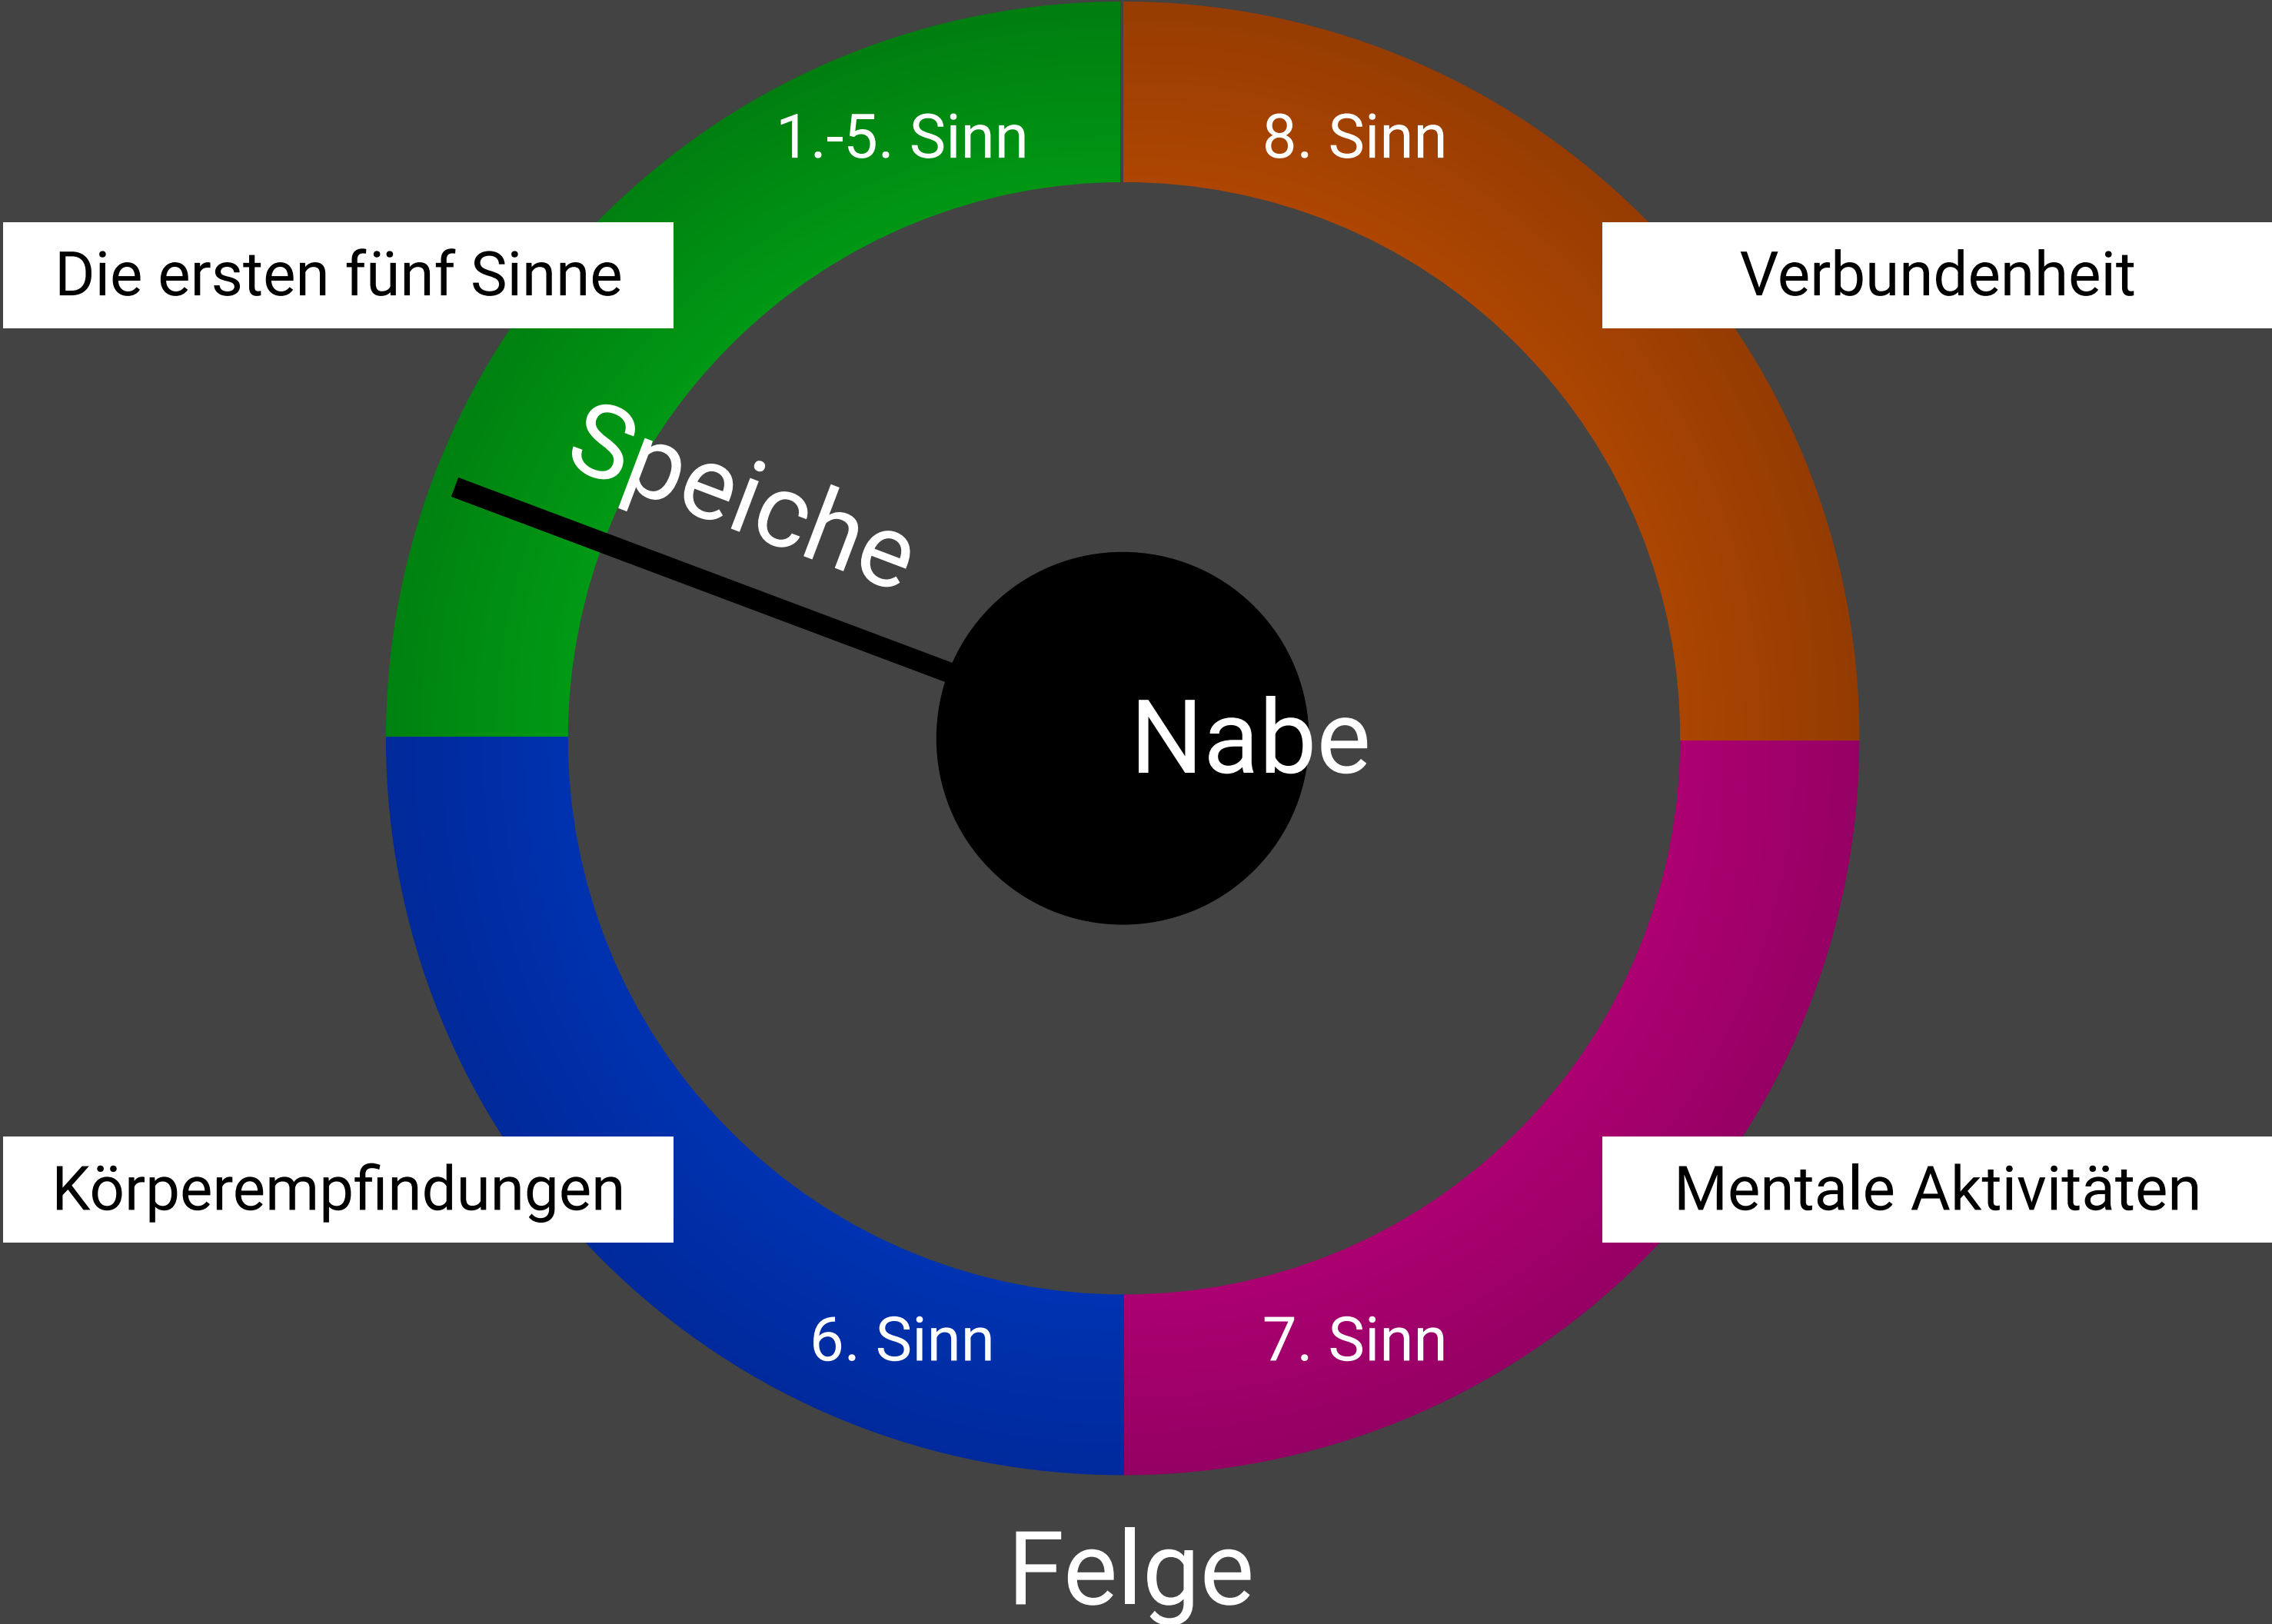 1.-5. Sinn
8. Sinn
Die ersten fünf Sinne
Verbundenheit
Speiche
Nabe
Körperempfindungen
Mentale Aktivitäten
6. Sinn
7. Sinn
Felge